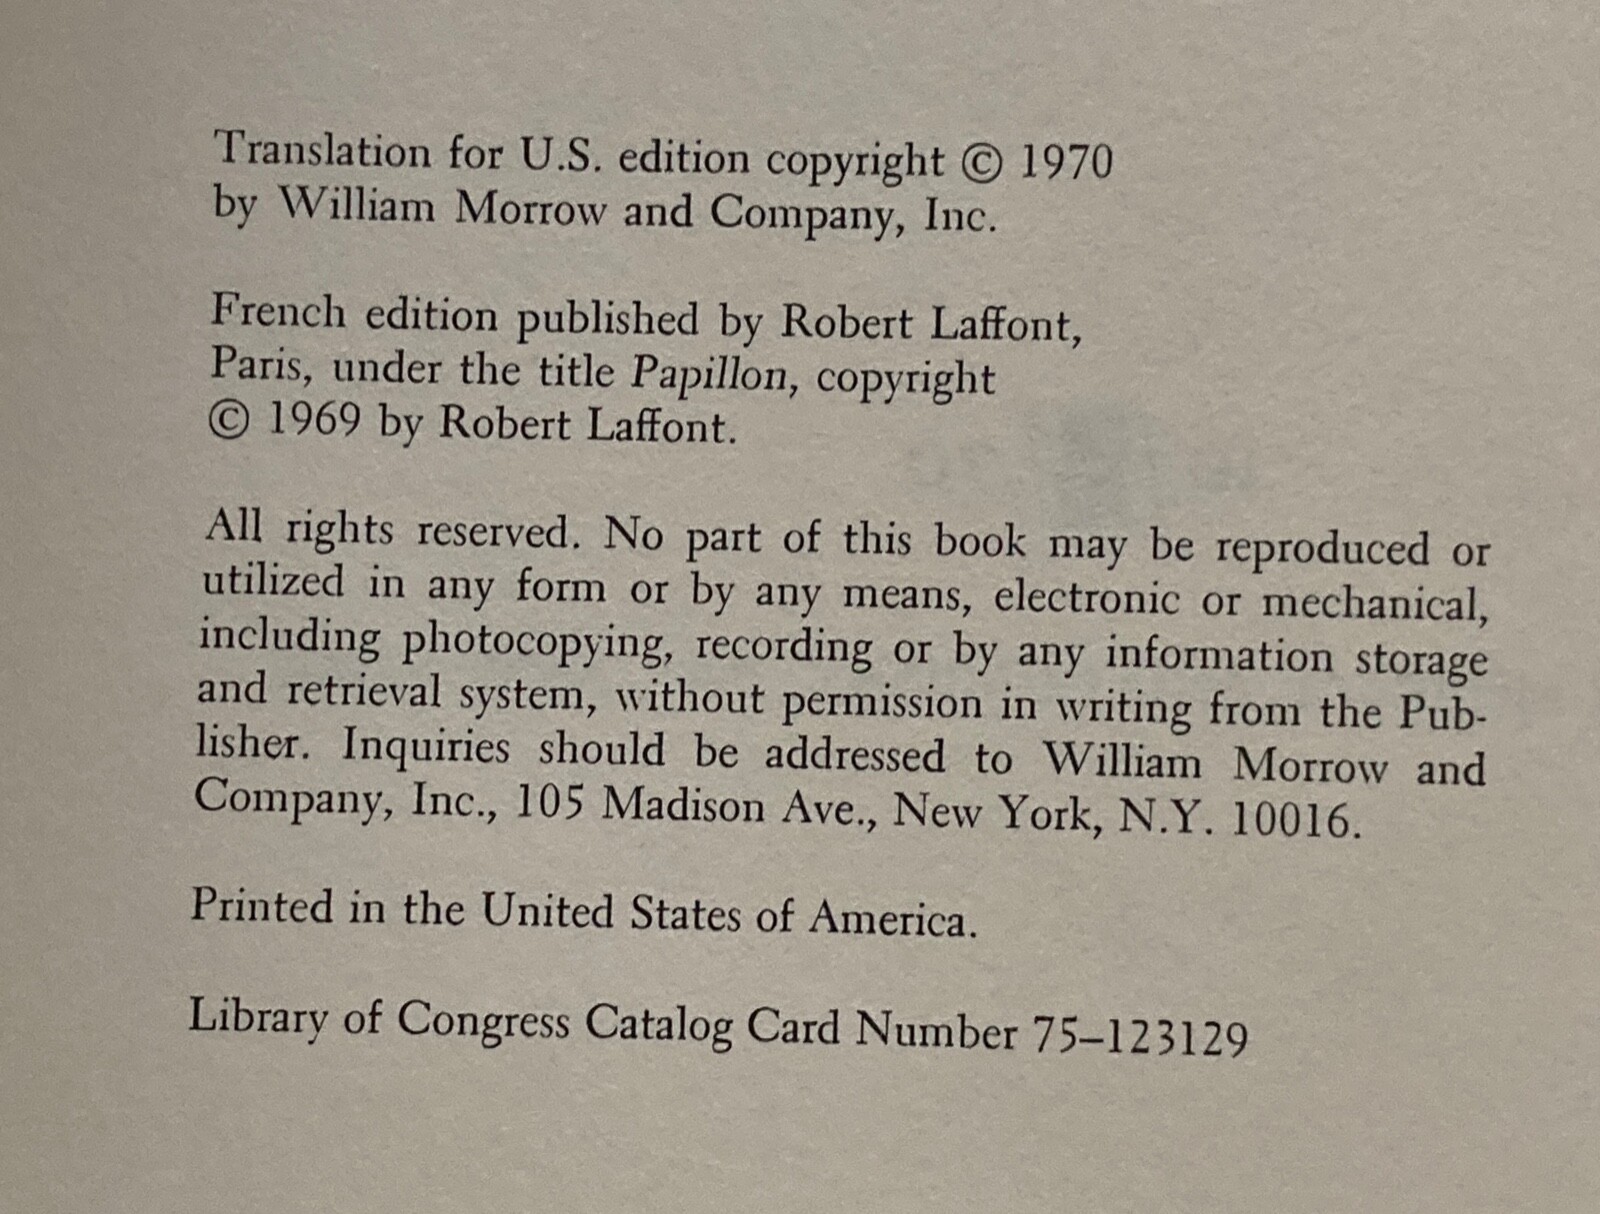 Translation for U.S. edition copyright © 1970
by William Morrow and Company, Inc.
French edition published by Robert Laffont,
Paris, under the title Papillon, copyright
© 1969 by Robert Laffont.
All rights reserved. No part of this book may be reproduced or
utilized in any form or by any means, electronic or mechanical,
including photocopying, recording or by any information storage
and retrieval system, without permission in writing from the Pub-
lisher. Inquiries should be addressed to William Morrow and
Company, Inc., 105 Madison Ave., New York, N.Y. 10016.
Printed in the United States of America.
Library of Congress Catalog Card Number 75–123129